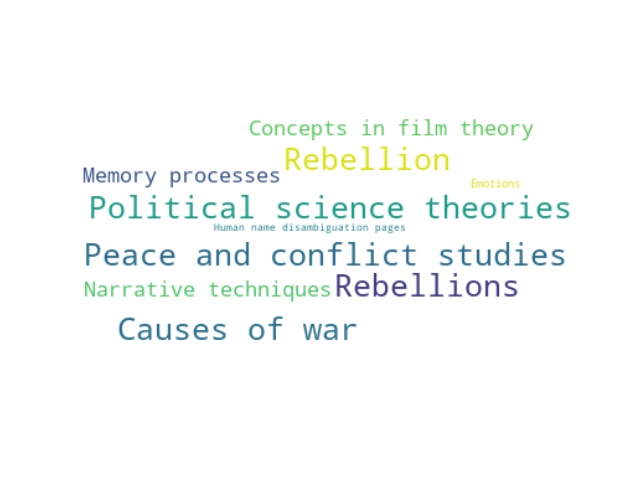 Concepts in film theory
Rebellion
Memory processes
Emotions
Political science theories
Human name disambiguation pages
Peace and conflict studies
Narrative techniques
Rebellions
Causes of war